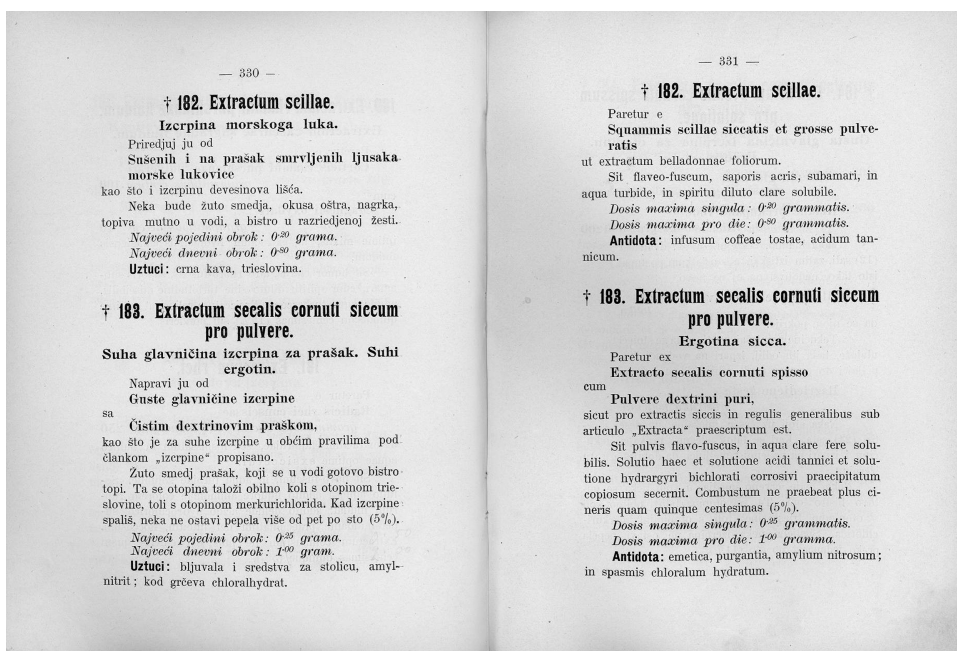 — 330 –
† 182. Extractum scillae.
Izcrpina morskoga luka.
Priredjuj ju od
Sušenih i na prašak smrvljenih ljusaka
morske lukovice
kao što i izcrpinu devesinova lišća.
Neka bude žuto smedja, okusa oštra, nagrka,
topiva mutno u vodi, a bistro u razriedjenoj žesti.
Najveći pojedini obrok: 0·20 grama.
Najveći dnevni obrok: 0·80 grama.
Uztuci: crna kava, trieslovina.
† 183. Extractum secalis cornuti siccum
pro pulvere.
Suha glavničina izcrpina za prašak. Suhi
ergotin.
Napravi ju od
Guste glavničine izcrpine
sa
Čistim dextrinovim praškom,
kao što je za suhe izcrpine u obćim pravilima pod
člankom „izcrpine“ propisano.
Žuto smedj prašak, koji se u vodi gotovo bistro
topi. Ta se otopina taloži obilno koli s otopinom trie-
slovine, toli s otopinom merkurichlorida. Kad izcrpine
spališ, neka ne ostavi pepela više od pet po sto (5%).
Najveći pojedini obrok: 0·25 grama.
Najveći dnevni obrok: 1·00 gram.
Uztuci: bljuvala i sredstva za stolicu, amyl-
nitrit; kod grčeva chloralhydrat.
— 331 —
† 182. Extractum scillae.
Paretur e
Squammis scillae siccatis et grosse pulve-
ratis
ut extractum belladonnae foliorum.
Sit flaveo-fuscum, saporis acris, subamari, in
aqua turbide, in spiritu diluto clare solubile.
Dosis maxima singula: 0·20 grammatis.
Dosis maxima pro die: 0·80 grammatis.
Antidota: infusum coffeae tostae, acidum tan-
nicum.
† 183. Extractum secalis cornuti siccum
pro pulvere.
Ergotina sicca.
Paretur ex
Extracto secalis cornuti spisso
cum
Pulvere dextrini puri,
sicut pro extractis siccis in regulis generalibus sub
articulo „Extracta“ praescriptum est.
Sit pulvis flavo-fuscus, in aqua clare fere solu-
bilis. Solutio haec et solutione acidi tannici et solu-
tione hydrargyri bichlorati corrosivi praecipitatum
copiosum secernit. Combustum ne praebeat plus ci-
neris quam quinque centesimas (5%).
Dosis maxima singula: 0·25 grammatis.
Dosis maxima pro die: 1·00 gramma.
Antidota: emetica, purgantia, amylium nitrosum;
in spasmis chloralum hydratum.